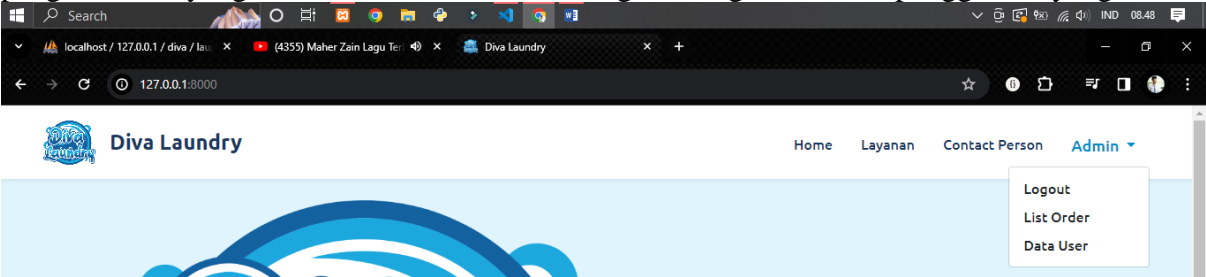 Search
IND 08.48
localhost / 127.0.0.1 / diva / lau
(4355) Maher Zain Lagu Ter
Diva Laundry
127.0.0.1:8000
Diva Laundry
Diva Laundry
Home Layanan Contact Person Admin
Logout
List Order
Data User